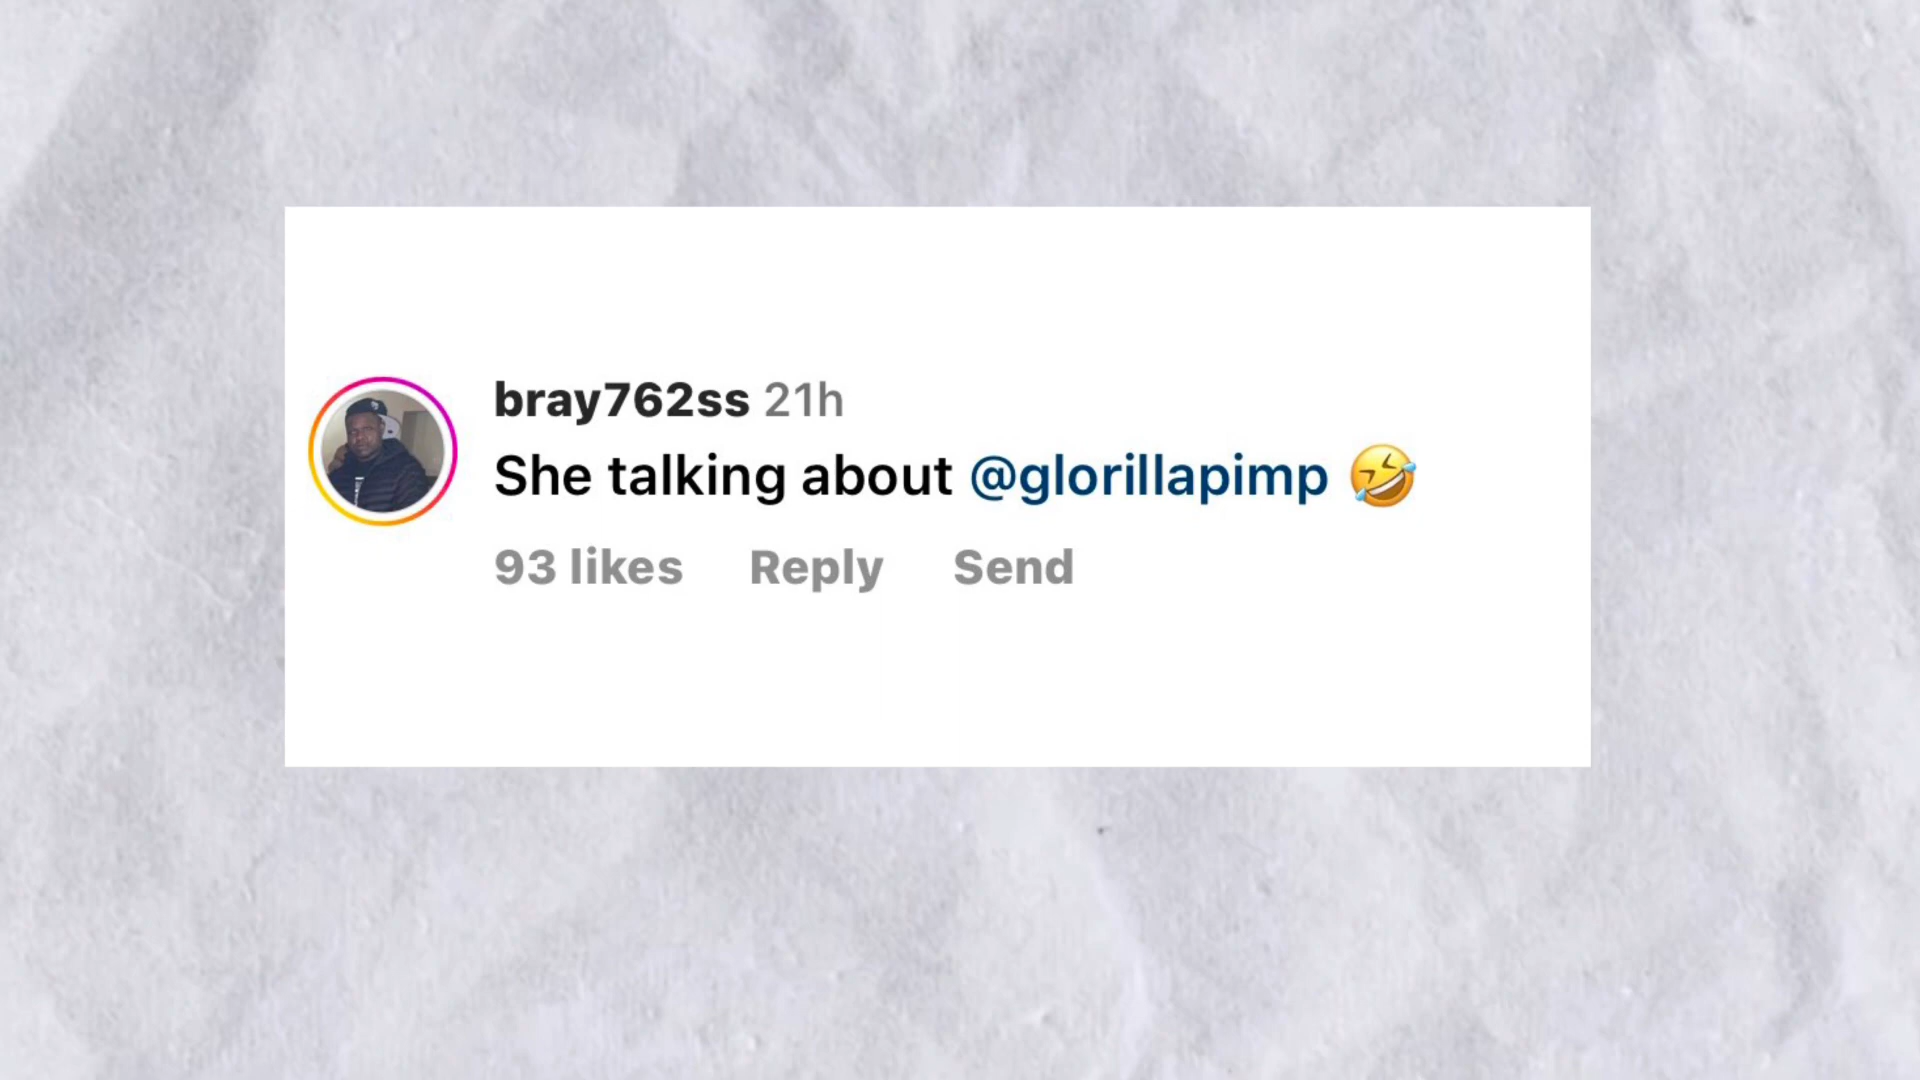 bray762ss 21h
She talking about @glorillapimp 🤣
93 likes Reply Send